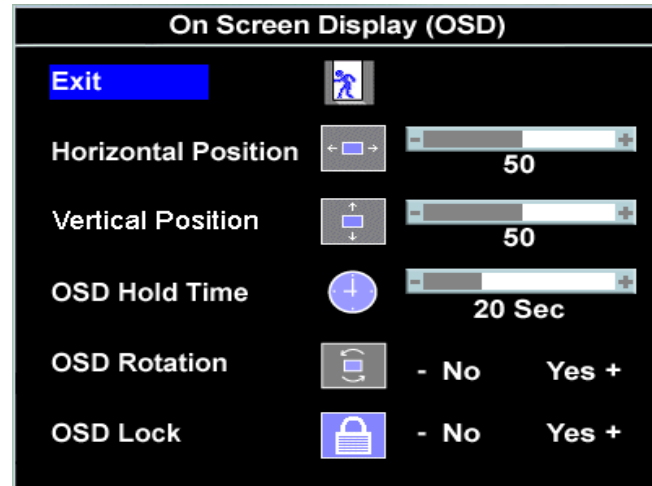 On Screen Display (OSD)
Exit
Horizontal Position - +
50
Vertical Position - +
50
OSD Hold Time - +
20 Sec
OSD Rotation - No Yes +
OSD Lock - No Yes +